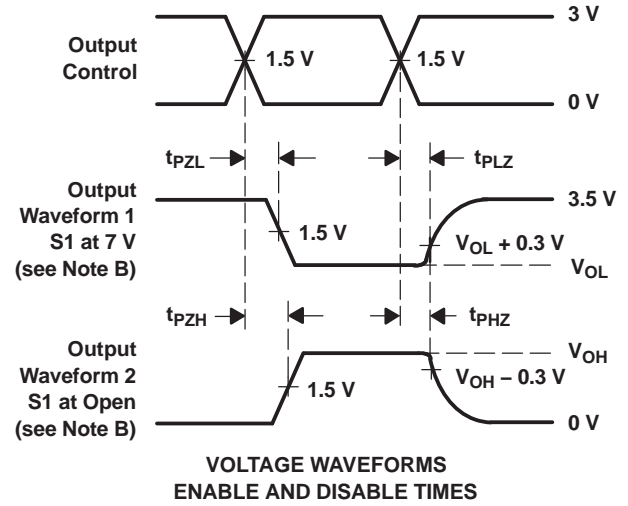 3 V
Output
Control
1.5 V
1.5 V
0 V
tPZL
tPLZ
Output
Waveform 1
S1 at 7 V
(see Note B)
3.5 V
1.5 V
VOL + 0.3 V
VOL
tPZH
tPHZ
Output
Waveform 2
S1 at Open
(see Note B)
VOH
VOH – 0.3 V
1.5 V
0 V
VOLTAGE WAVEFORMS
ENABLE AND DISABLE TIMES